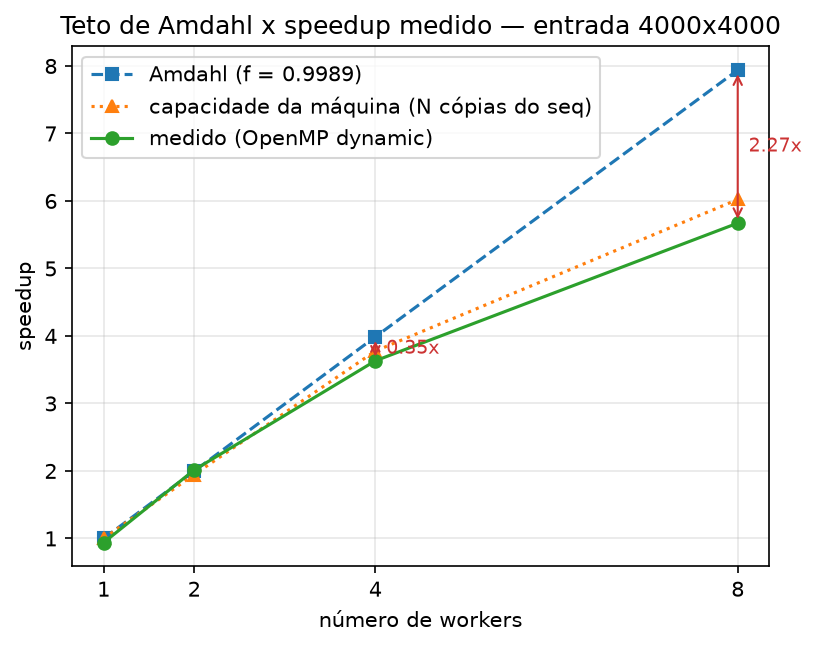 Teto de Amdahl x speedup medido — entrada 4000x4000
Amdahl (f = 0.9989)
capacidade da máquina (N cópias do seq)
medido (OpenMP dynamic)
8
7
6
5
4
3
2
1
speedup
2.27x
0.35x
1
2
4
8
número de workers